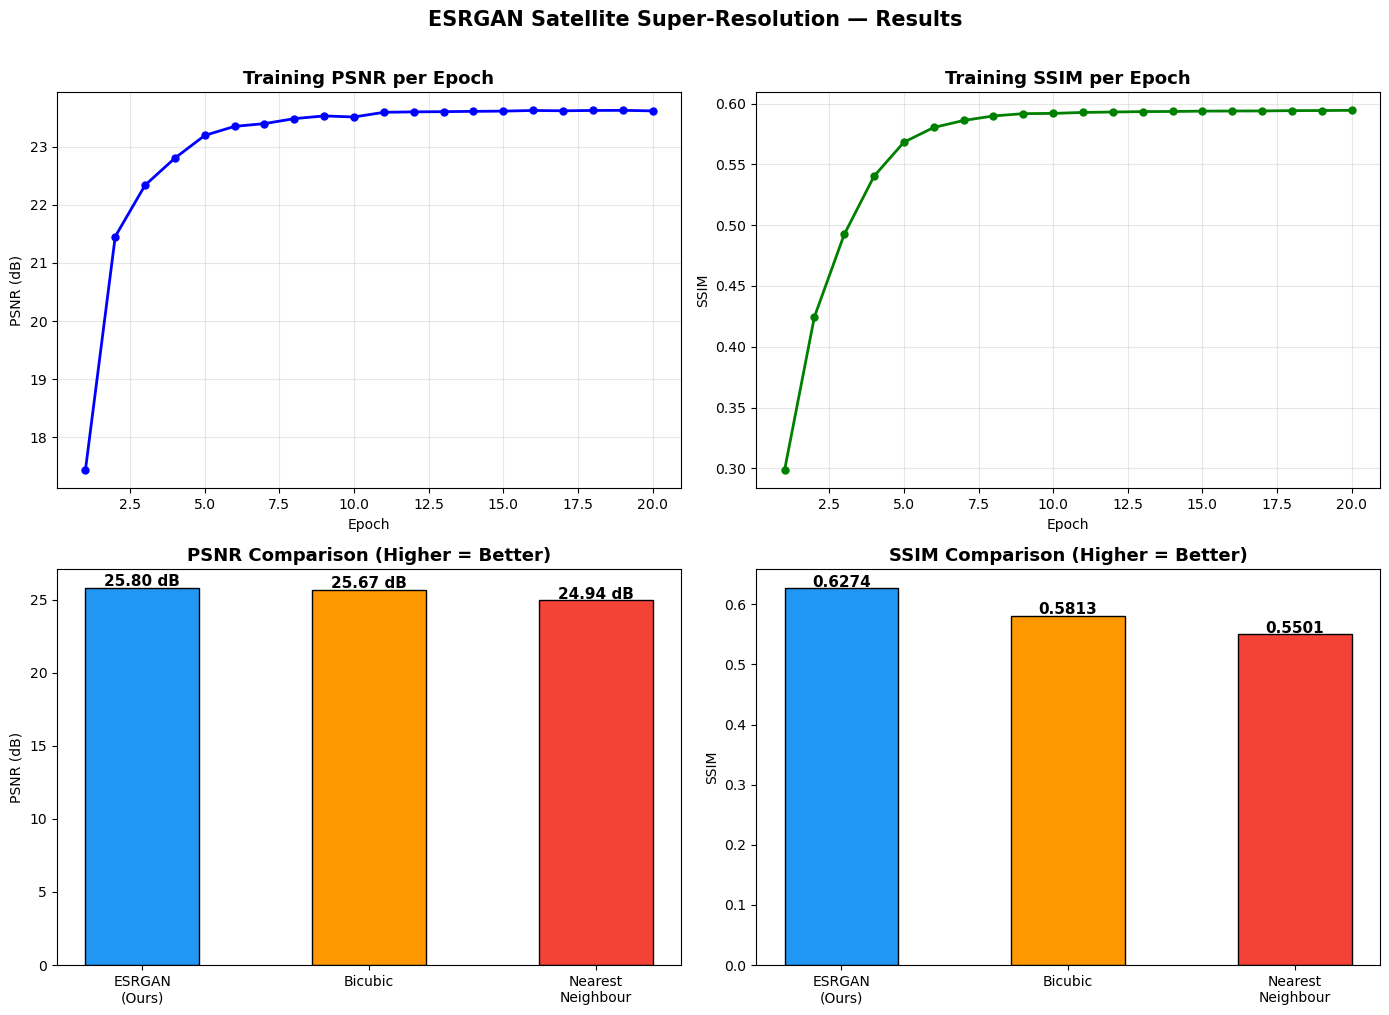 ESRGAN Satellite Super-Resolution — Results
Training PSNR per Epoch
PSNR (dB)
23
22
21
20
19
18
2.5 5.0 7.5 10.0 12.5 15.0 17.5 20.0
Epoch
Training SSIM per Epoch
SSIM
0.60
0.55
0.50
0.45
0.40
0.35
0.30
2.5 5.0 7.5 10.0 12.5 15.0 17.5 20.0
Epoch
PSNR Comparison (Higher = Better)
PSNR (dB)
25
20
15
10
5
0
25.80 dB
25.67 dB
24.94 dB
ESRGAN
(Ours)
Bicubic
Nearest
Neighbour
SSIM Comparison (Higher = Better)
SSIM
0.6
0.5
0.4
0.3
0.2
0.1
0.0
0.6274
0.5813
0.5501
ESRGAN
(Ours)
Bicubic
Nearest
Neighbour